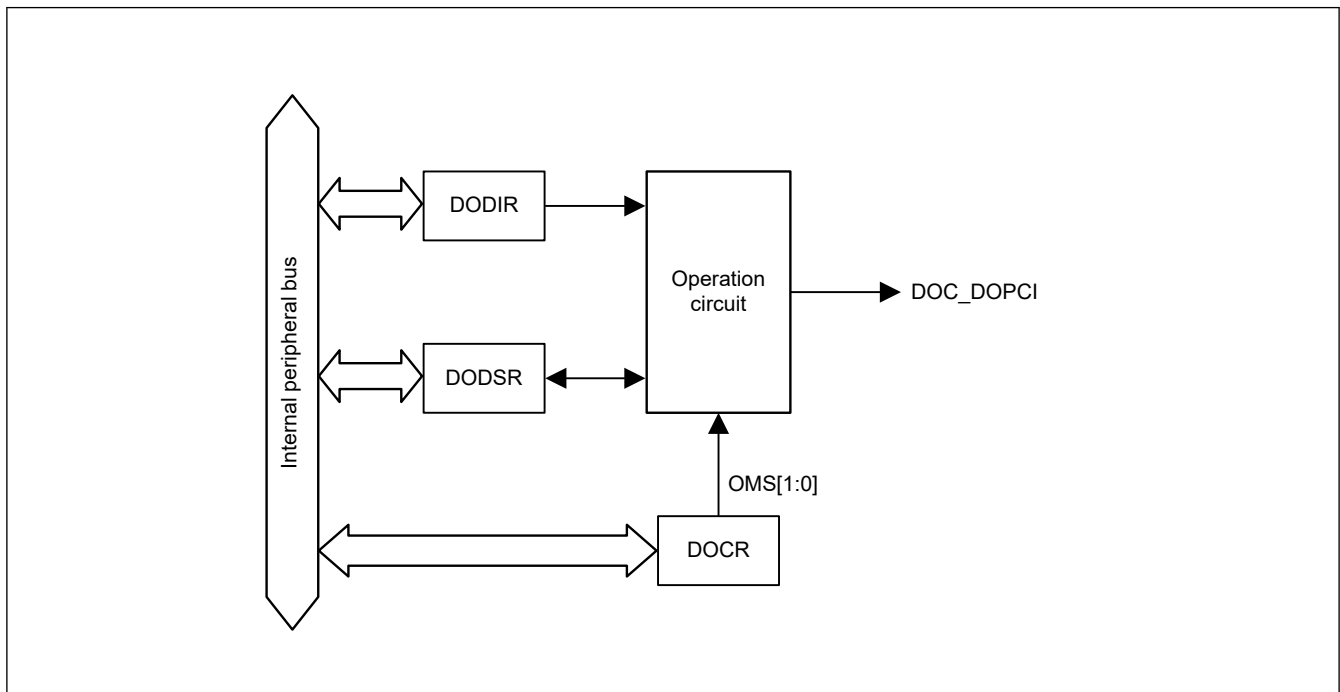 Internal peripheral bus
DODIR
DODSR
Operation
circuit
DOC_DOPCI
OMS[1:0]
DOCR